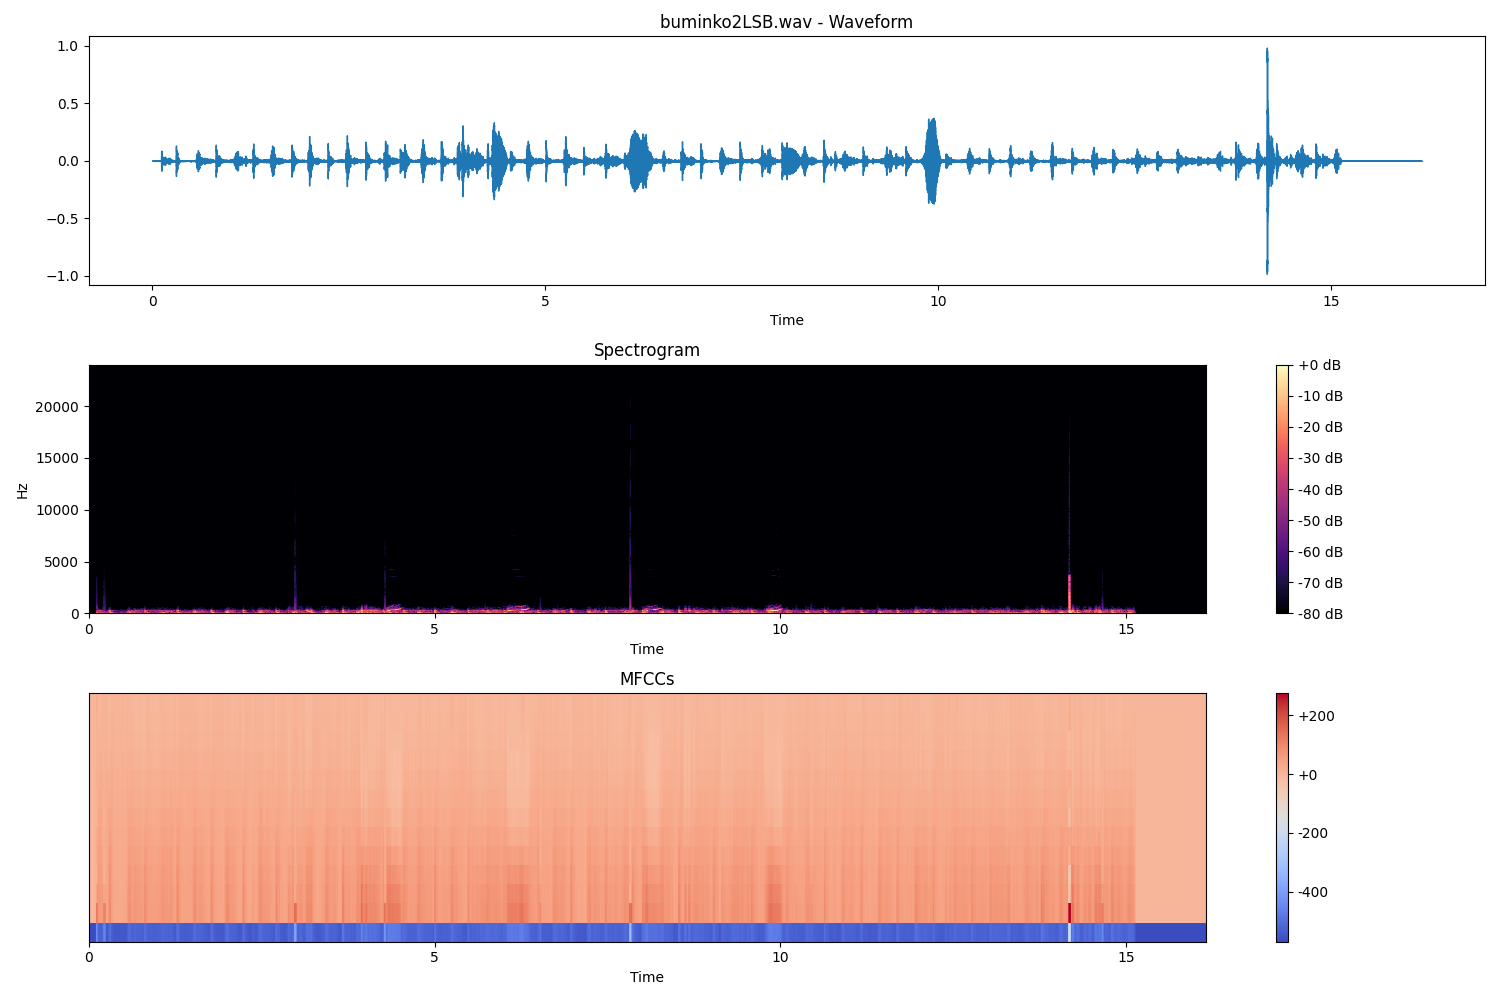 buminko2LSB.wav - Waveform
1.0
0.5
0.0
−0.5
−1.0
0 5 10 15
Time
Spectrogram
Hz
20000
15000
10000
5000
0
0 5 10 15
Time
+0 dB
-10 dB
-20 dB
-30 dB
-40 dB
-50 dB
-60 dB
-70 dB
-80 dB
MFCCs
0 5 10 15
Time
+200
+0
-200
-400